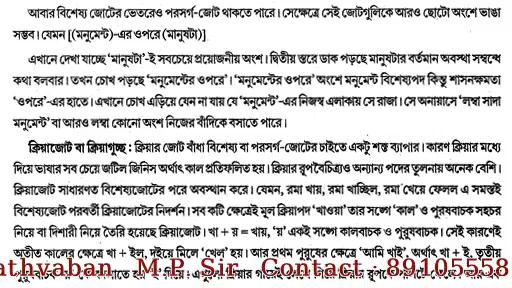 আবার বিশেষ্য জোটের ভেতরেও পরসর্গ-জোট থাকতে পারে। সেক্ষেত্রে সেই জোটগুলিকে আরও ছোটো অংশে ভাঙা
সম্ভব। যেমন [(মনুমেন্ট)-এর ওপরে (মানুষটা)]
এখানে দেখা যাচ্ছে ‘মানুষটা’-ই সবচেয়ে প্রয়োজনীয় অংশ। দ্বিতীয় স্তরে ডাক পড়ছে মানুষটার বর্তমান অবস্থা সম্বন্ধে
কথা বলবার। তখন চোখ পড়ছে ‘মনুমেন্টের ওপরে’। ‘মনুমেন্টের ওপরে’ অংশে মনুমেন্ট বিশেষ্যপদ কিন্তু শাসনক্ষমতা
‘ওপরে’-এর হাতে। এখানে চোখ এড়িয়ে যেন না যায় যে ‘মনুমেন্ট’-এর নিজস্ব এলাকায় সে রাজা। সে অনায়াসে ‘লম্বা সাদা
মনুমেন্ট’ বা আরও লম্বা কোনো অংশ নিজের বাঁদিকে বসাতে পারে।
ক্রিয়াজোট বা ক্রিয়াগুচ্ছ : ক্রিয়ার জোট বাঁধা বিশেষ্য বা পরসর্গ-জোটের চাইতে একটু শক্ত ব্যাপার। কারণ ক্রিয়ার মধ্যে
দিয়ে ভাষার সব চেয়ে জটিল জিনিস অর্থাৎ কাল প্রতিফলিত হয়। ক্রিয়ার রূপবৈচিত্র্যও অন্যান্য পদের তুলনায় অনেক বেশি।
ক্রিয়াজোট সাধারণত বিশেষ্যজোটের পরে অবস্থান করে। যেমন, রমা খায়, রমা খাচ্ছিল, রমা খেয়ে ফেলল এ সমস্তই
বিশেষ্যজোট পরবর্তী ক্রিয়াজোটের নিদর্শন। সব কটি ক্ষেত্রেই মূল ক্রিয়াপদ ‘খাওয়া’ তার সঙ্গে ‘কাল’ ও পুরুষবাচক সহচর
নিয়ে বা দিশারী নিয়ে তৈরি হয়েছে ক্রিয়াজোট। খা + য় = খায়, ‘য়’ একই সঙ্গে কালবাচক ও পুরুষবাচক। সেই কারণেই
অতীত কালের ক্ষেত্রে খা + ইল, দুইয়ে মিলে ‘খেল’ হয়। আর প্রথম পুরুষের ক্ষেত্রে ‘আমি খাই’, অর্থাৎ খা + ই, তৃতীয়
athyaban M.P. Sir Contact : 89105558